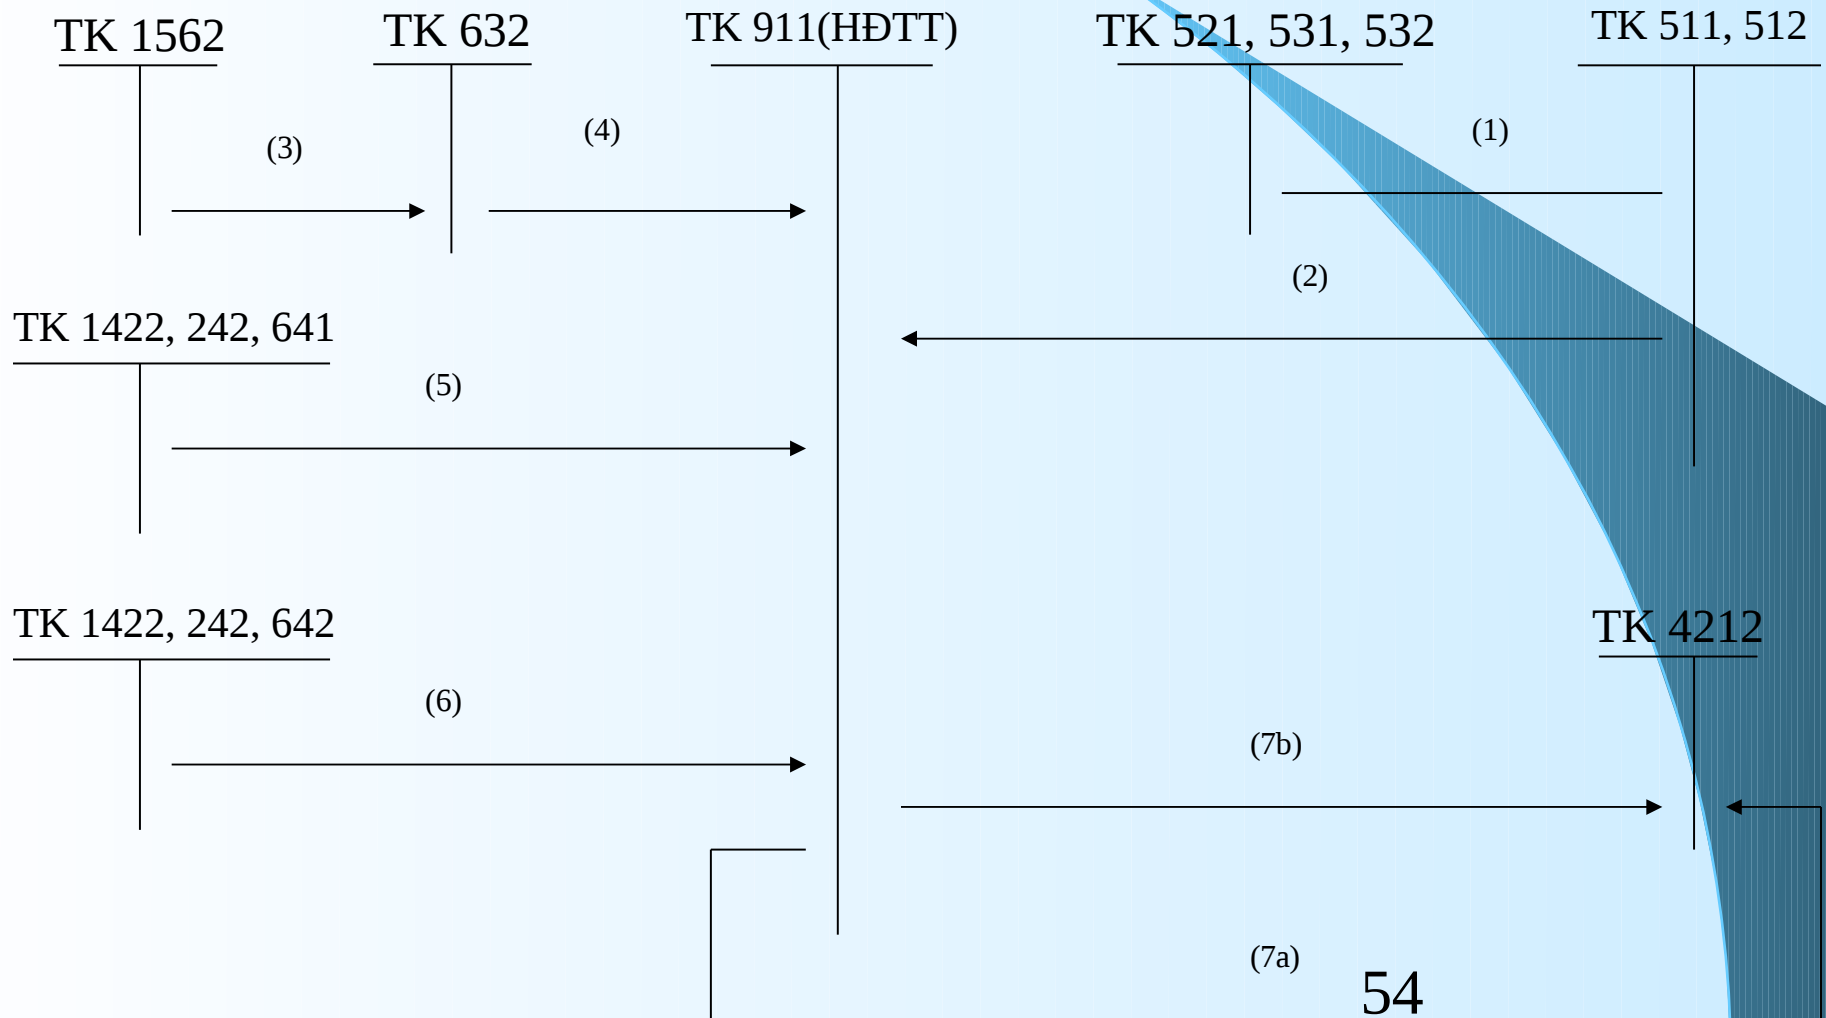 TK 1562
TK 632
TK 911(HĐTT)
TK 521, 531, 532
TK 511, 512
(3)
(4)
(1)
(2)
TK 1422, 242, 641
(5)
TK 1422, 242, 642
TK 4212
(6)
(7b)
(7a)
54